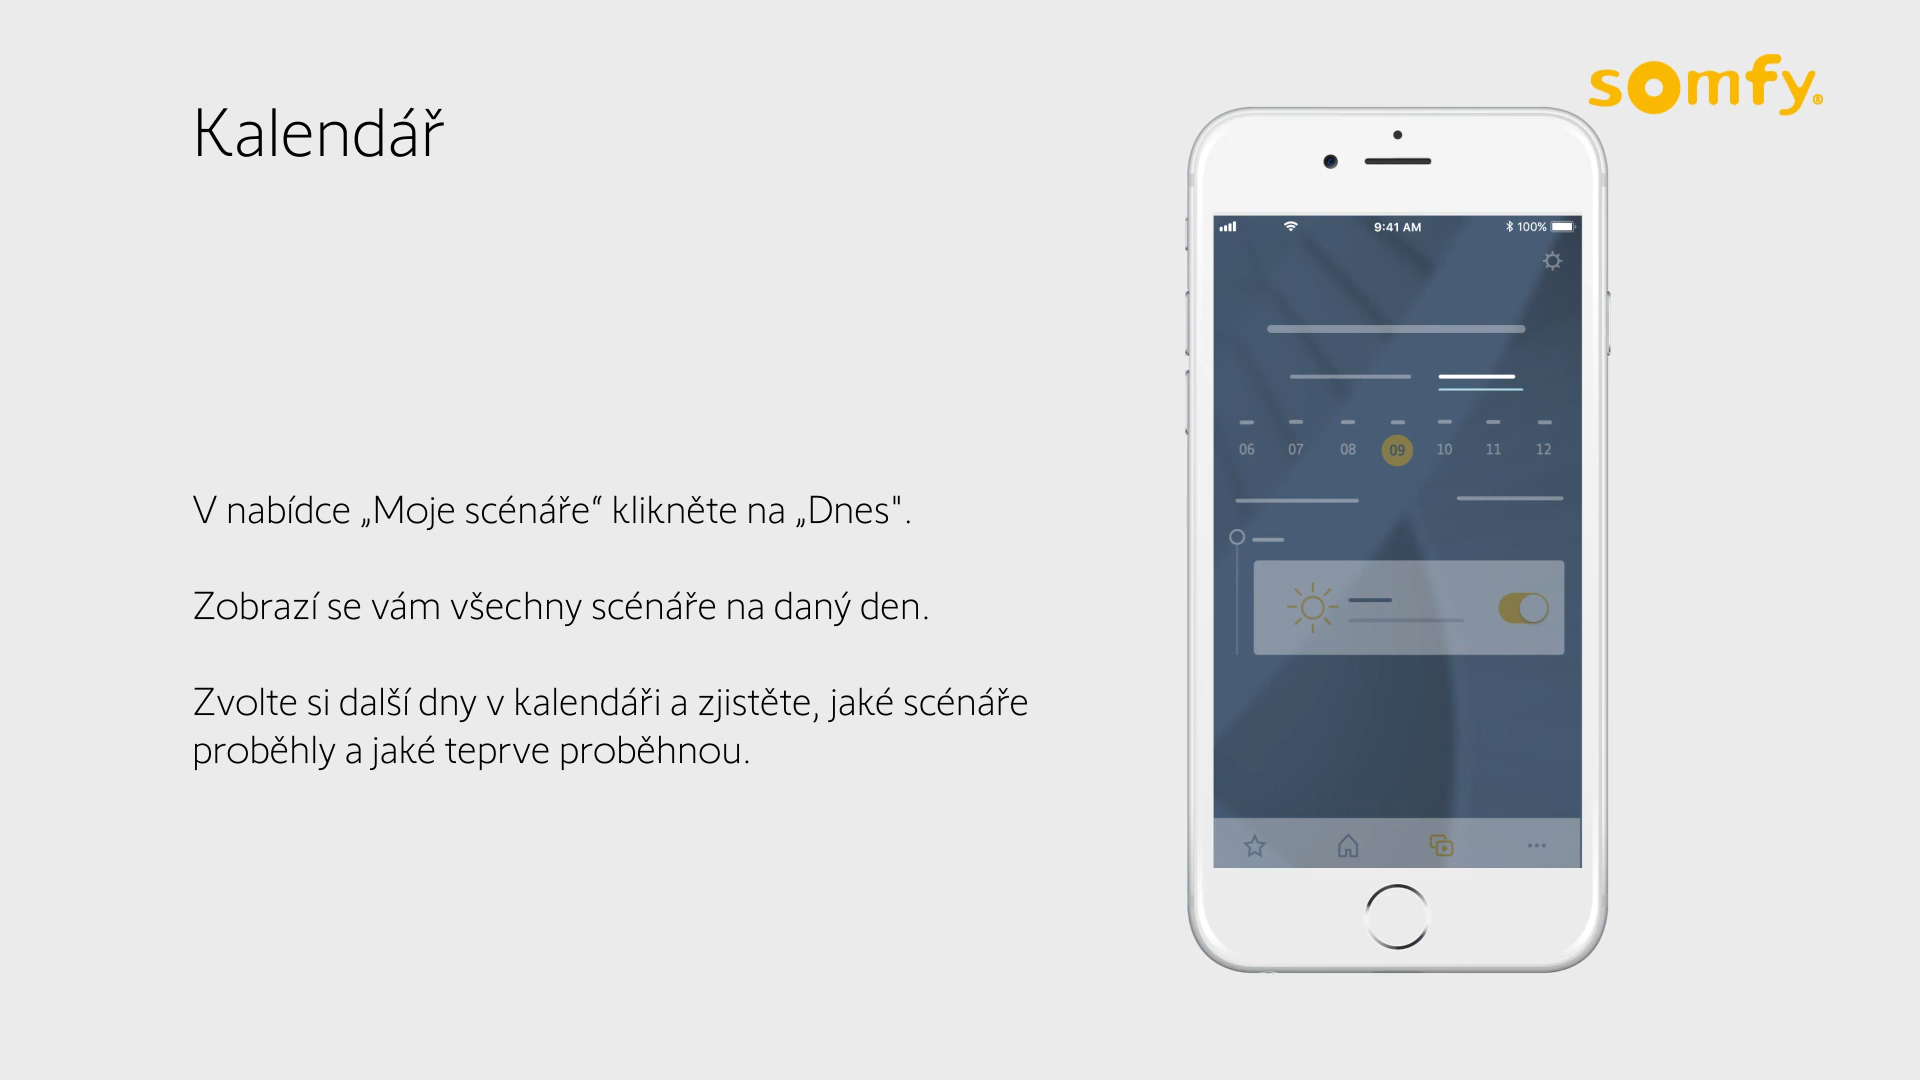 somfy®
Kalendář
V nabídce „Moje scénáře“ klikněte na „Dnes".
Zobrazí se vám všechny scénáře na daný den.
Zvolte si další dny v kalendáři a zjistěte, jaké scénáře
proběhly a jaké teprve proběhnou.
9:41 AM
100%
06 07 08 09 10 11 12